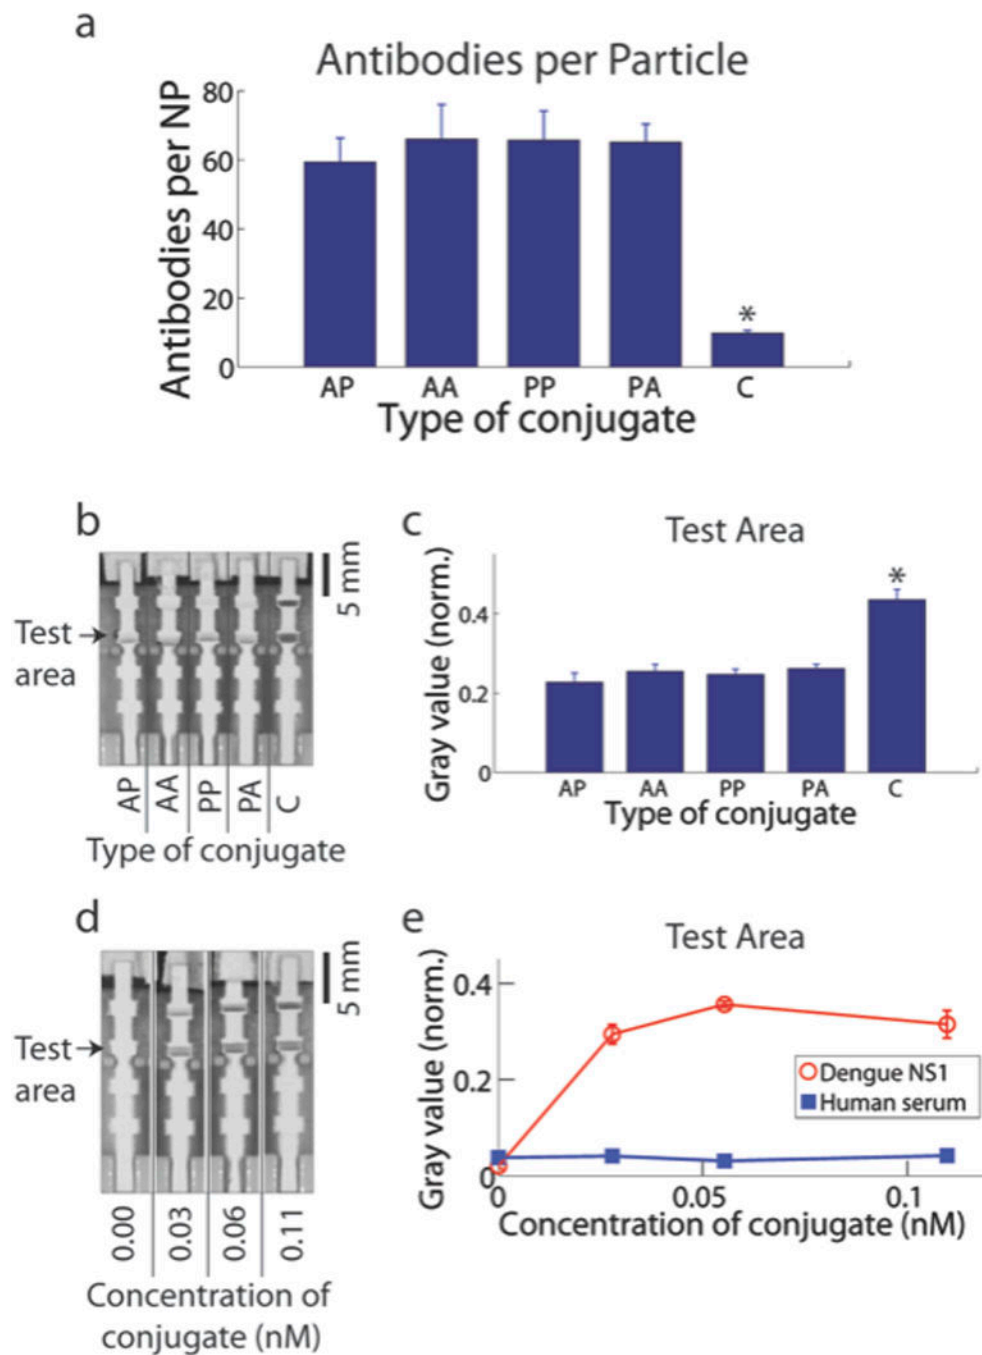 a
Antibodies per Particle
Antibodies per NP
80
60
40
20
0
*
AP AA PP PA C
Type of conjugate
b
5 mm
Test
area
AP AA PP PA C
Type of conjugate
c
Test Area
Gray value (norm.)
0.4
0.2
0
*
AP AA PP PA C
Type of conjugate
d
5 mm
Test
area
0.00 0.03 0.06 0.11
Concentration of
conjugate (nM)
e
Test Area
Gray value (norm.)
0.4
0.2
0
Dengue NS1
Human serum
0 0.05 0.1
Concentration of conjugate (nM)